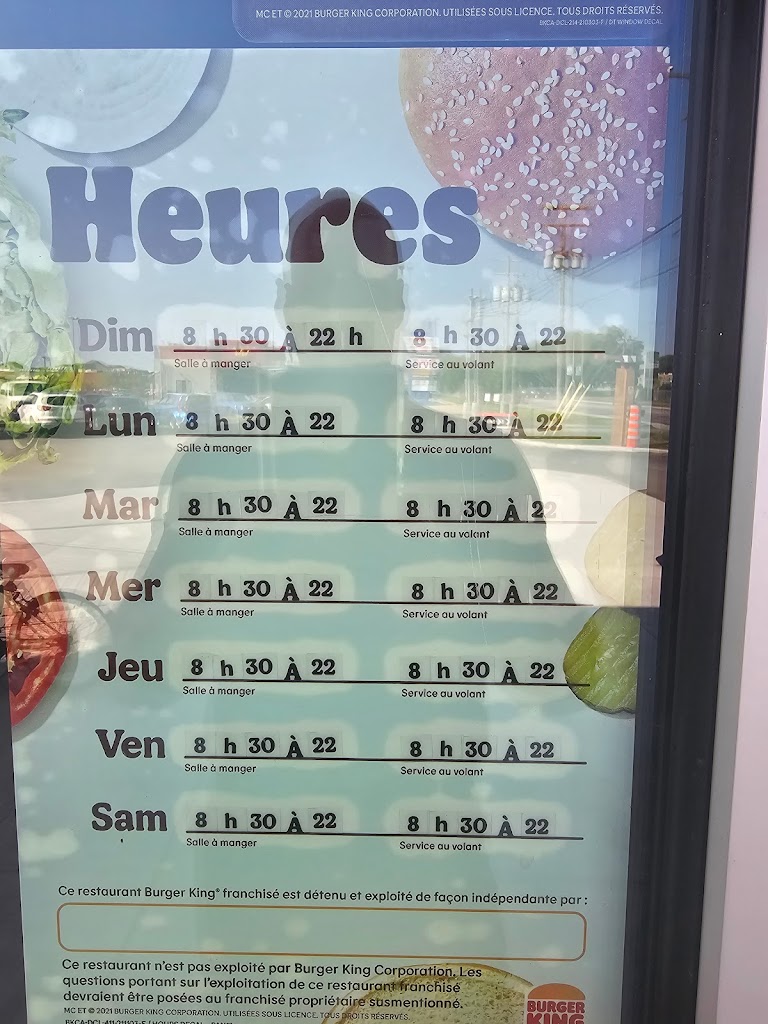 MC ET © 2021 BURGER KING CORPORATION. UTILISÉES SOUS LICENCE. TOUS DROITS RÉSERVÉS.
BKCA-DCL-214-210303-F / DT WINDOW DECAL
Heures
Dim 8 h 30 À 22 h 8 h 30 À 22
Salle à manger Service au volant
Lun 8 h 30 À 22 8 h 30 À 22
Salle à manger Service au volant
Mar 8 h 30 À 22 8 h 30 À 22
Salle à manger Service au volant
Mer 8 h 30 À 22 8 h 30 À 22
Salle à manger Service au volant
Jeu 8 h 30 À 22 8 h 30 À 22
Salle à manger Service au volant
Ven 8 h 30 À 22 8 h 30 À 22
Salle à manger Service au volant
Sam 8 h 30 À 22 8 h 30 À 22
Salle à manger Service au volant
Ce restaurant Burger King® franchisé est détenu et exploité de façon indépendante par :
Ce restaurant n'est pas exploité par Burger King Corporation. Les
questions portant sur l'exploitation de ce restaurant franchisé
devraient être posées au franchisé propriétaire susmentionné.
MC ET © 2021 BURGER KING CORPORATION. UTILISÉES SOUS LICENCE. TOUS DROITS RÉSERVÉS.
BURGER
KING